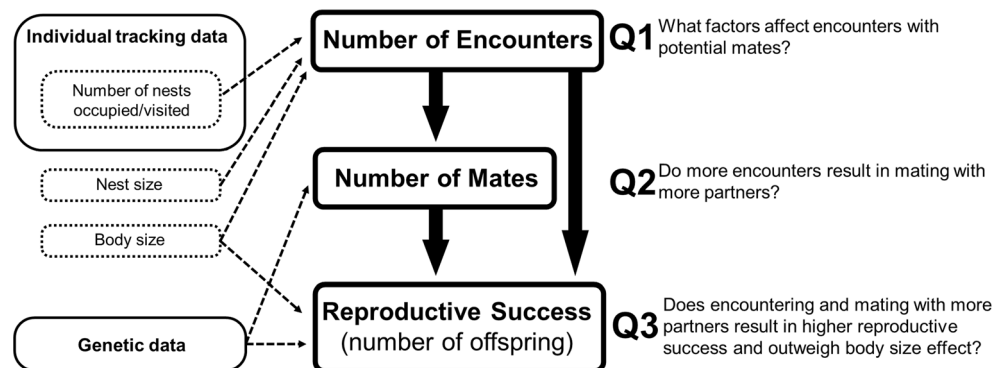 Individual tracking data
Number of nests
occupied/visited
Nest size
Body size
Genetic data
Number of Encounters
Number of Mates
Reproductive Success
(number of offspring)
Q1
What factors affect encounters with
potential mates?
Q2
Do more encounters result in mating with
more partners?
Q3
Does encountering and mating with more
partners result in higher reproductive
success and outweigh body size effect?